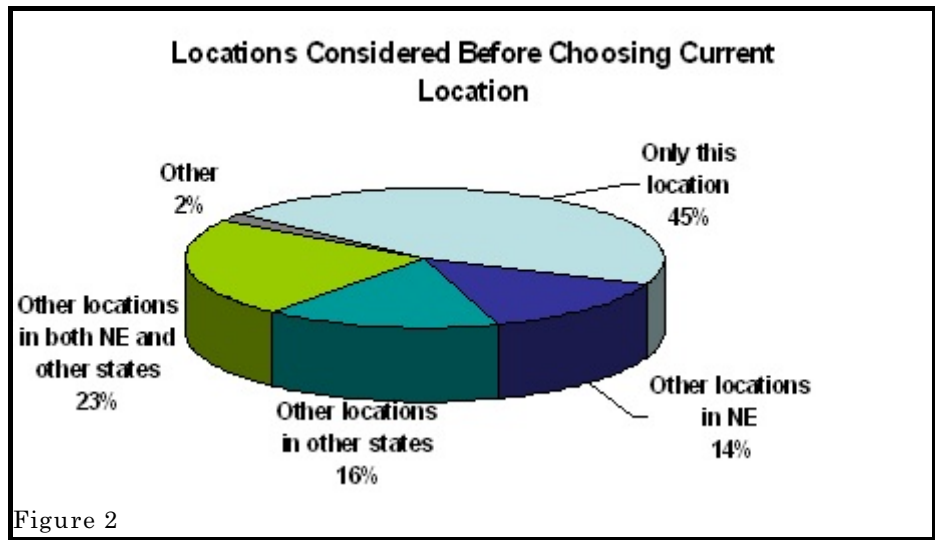 Locations Considered Before Choosing Current
Location
Only this
location
45%
Other
2%
Other locations
in both NE and
other states
23%
Other locations
in other states
16%
Other locations
in NE
14%
Figure 2